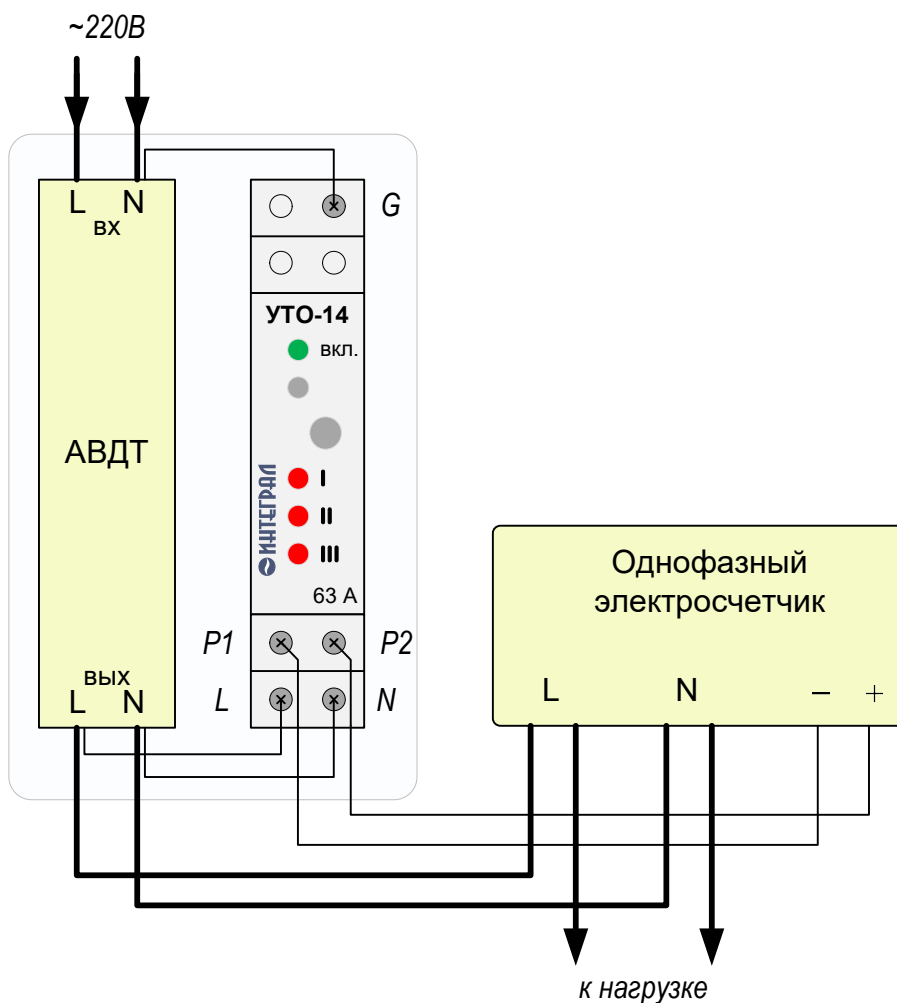 ~220В
L N
вх
G
УТО-14
вкл.
АВДТ
I
II
III
ИНТЕГРАЛ
63 А
Однофазный
электросчетчик
P1
P2
вых
L N
L
N
L
N
–
+
к нагрузке